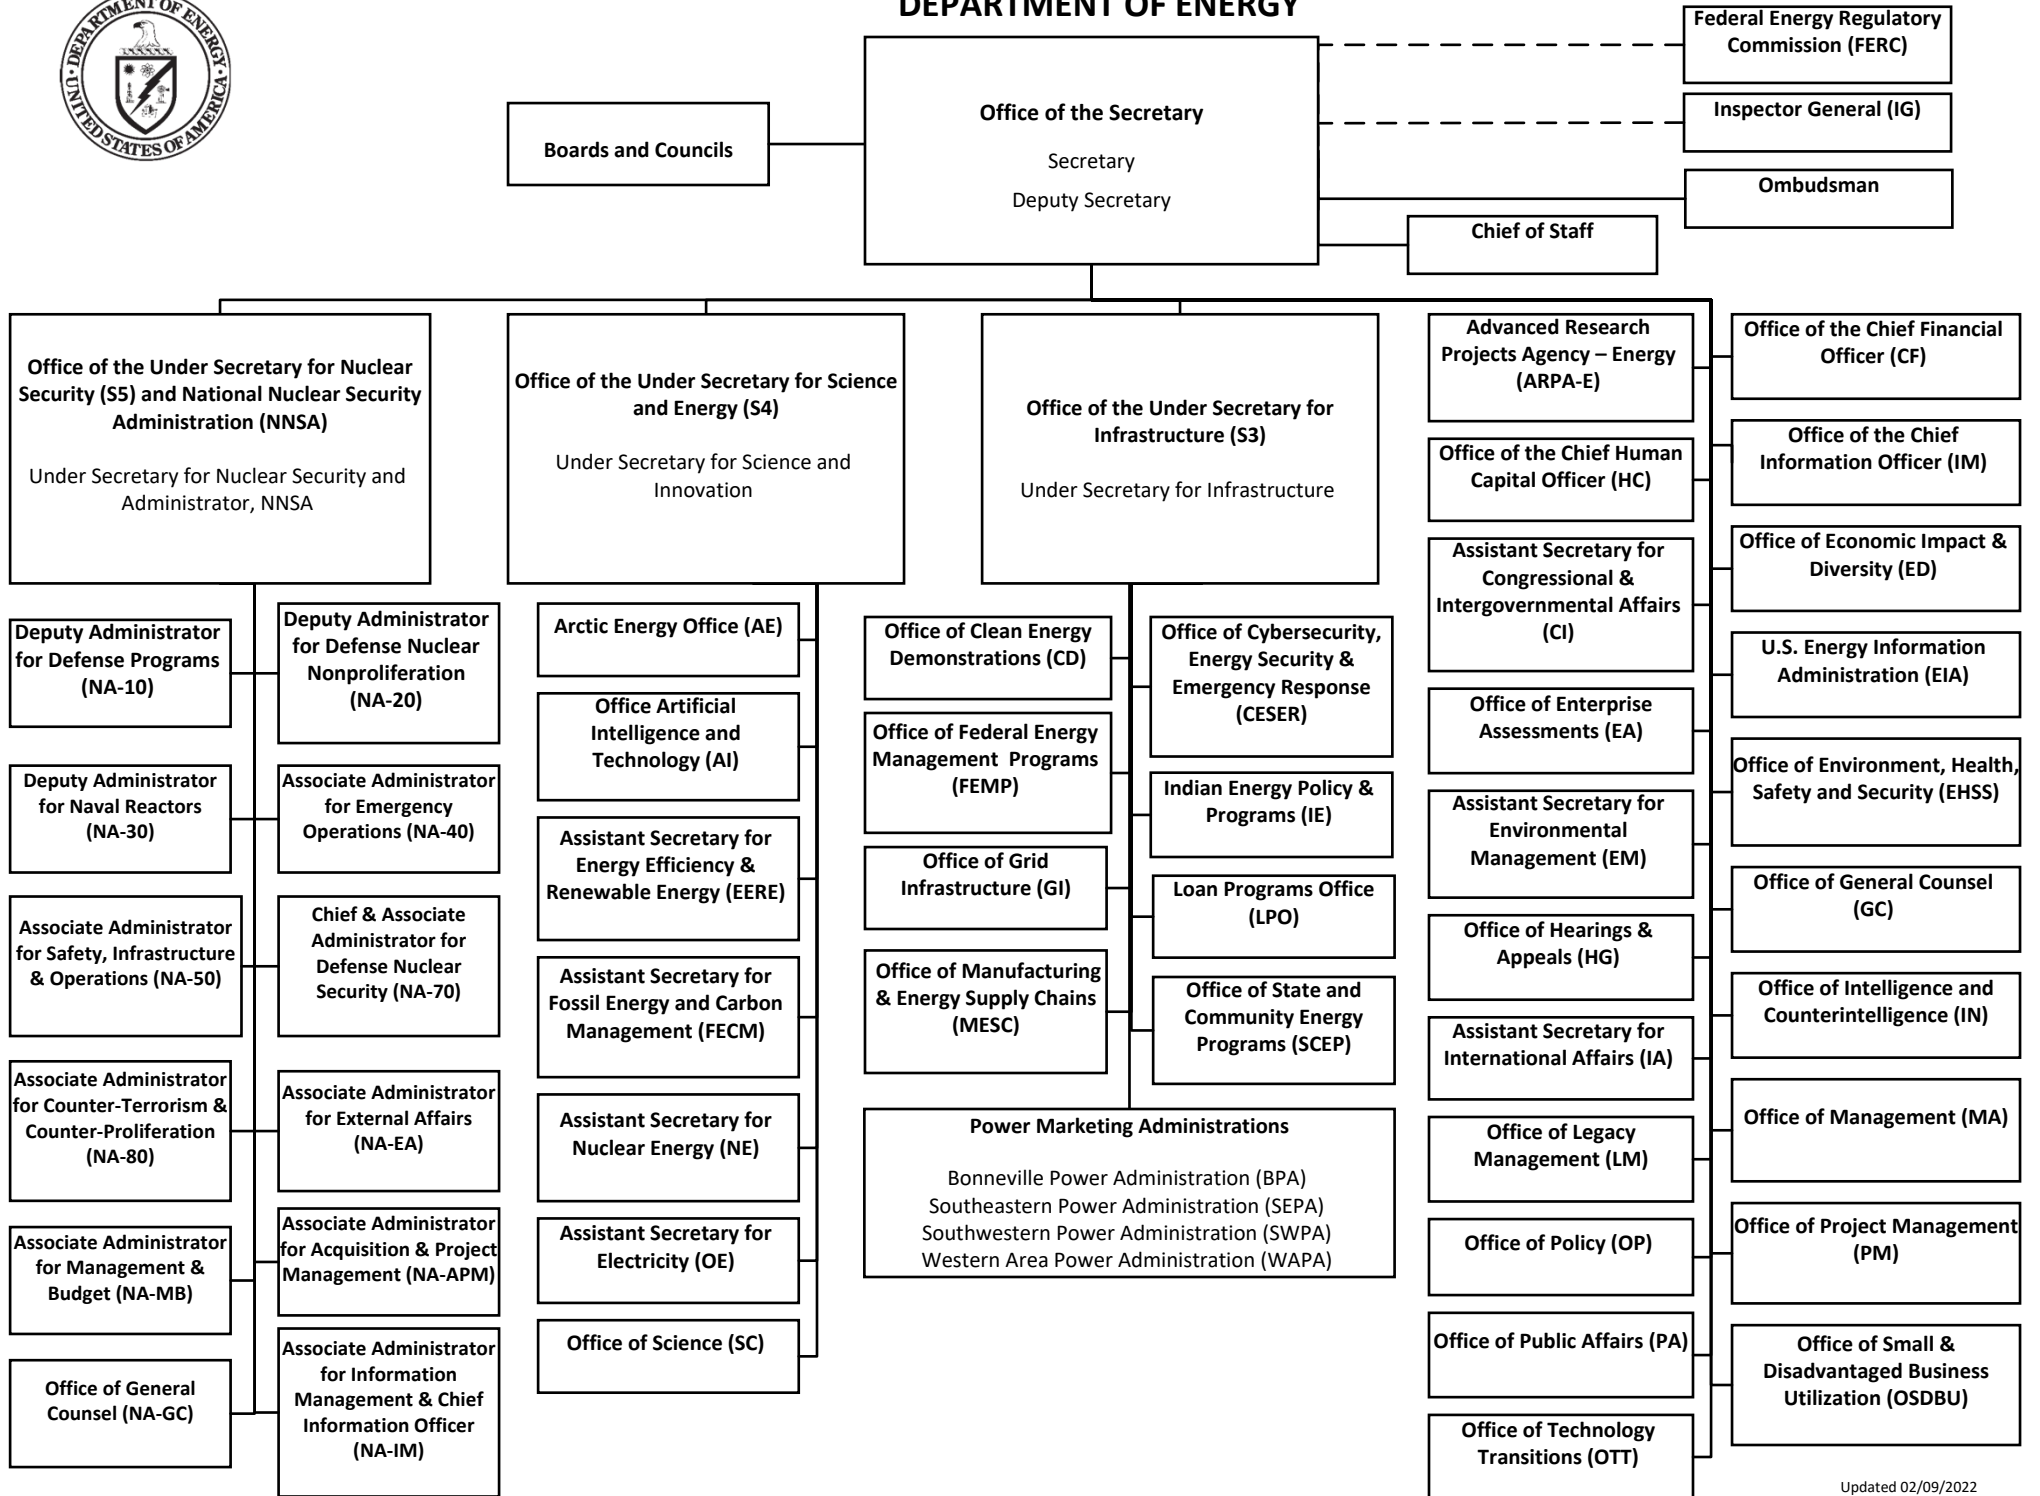 DEPARTMENT OF ENERGY
DEPARTMENT OF ENERGY
UNITED STATES OF AMERICA
Federal Energy Regulatory
Commission (FERC)
Inspector General (IG)
Ombudsman
Chief of Staff
Boards and Councils
Office of the Secretary
Secretary
Deputy Secretary
Office of the Under Secretary for Nuclear
Security (S5) and National Nuclear Security
Administration (NNSA)
Under Secretary for Nuclear Security and
Administrator, NNSA
Office of the Under Secretary for Science
and Energy (S4)
Under Secretary for Science and
Innovation
Office of the Under Secretary for
Infrastructure (S3)
Under Secretary for Infrastructure
Deputy Administrator
for Defense Programs
(NA-10)
Deputy Administrator
for Defense Nuclear
Nonproliferation
(NA-20)
Deputy Administrator
for Naval Reactors
(NA-30)
Associate Administrator
for Emergency
Operations (NA-40)
Associate Administrator
for Safety, Infrastructure
& Operations (NA-50)
Chief & Associate
Administrator for
Defense Nuclear
Security (NA-70)
Associate Administrator
for Counter-Terrorism &
Counter-Proliferation
(NA-80)
Associate Administrator
for External Affairs
(NA-EA)
Associate Administrator
for Management &
Budget (NA-MB)
Associate Administrator
for Acquisition & Project
Management (NA-APM)
Office of General
Counsel (NA-GC)
Associate Administrator
for Information
Management & Chief
Information Officer
(NA-IM)
Arctic Energy Office (AE)
Office Artificial
Intelligence and
Technology (AI)
Assistant Secretary for
Energy Efficiency &
Renewable Energy (EERE)
Assistant Secretary for
Fossil Energy and Carbon
Management (FECM)
Assistant Secretary for
Nuclear Energy (NE)
Assistant Secretary for
Electricity (OE)
Office of Science (SC)
Office of Clean Energy
Demonstrations (CD)
Office of Cybersecurity,
Energy Security &
Emergency Response
(CESER)
Office of Federal Energy
Management Programs
(FEMP)
Indian Energy Policy &
Programs (IE)
Office of Grid
Infrastructure (GI)
Loan Programs Office
(LPO)
Office of Manufacturing
& Energy Supply Chains
(MESC)
Office of State and
Community Energy
Programs (SCEP)
Power Marketing Administrations
Bonneville Power Administration (BPA)
Southeastern Power Administration (SEPA)
Southwestern Power Administration (SWPA)
Western Area Power Administration (WAPA)
Advanced Research
Projects Agency – Energy
(ARPA-E)
Office of the Chief Financial
Officer (CF)
Office of the Chief Human
Capital Officer (HC)
Office of the Chief
Information Officer (IM)
Assistant Secretary for
Congressional &
Intergovernmental Affairs
(CI)
Office of Economic Impact &
Diversity (ED)
Office of Enterprise
Assessments (EA)
U.S. Energy Information
Administration (EIA)
Assistant Secretary for
Environmental
Management (EM)
Office of Environment, Health,
Safety and Security (EHSS)
Office of Hearings &
Appeals (HG)
Office of General Counsel
(GC)
Assistant Secretary for
International Affairs (IA)
Office of Intelligence and
Counterintelligence (IN)
Office of Legacy
Management (LM)
Office of Management (MA)
Office of Policy (OP)
Office of Project Management
(PM)
Office of Public Affairs (PA)
Office of Small &
Disadvantaged Business
Utilization (OSDBU)
Office of Technology
Transitions (OTT)
Updated 02/09/2022